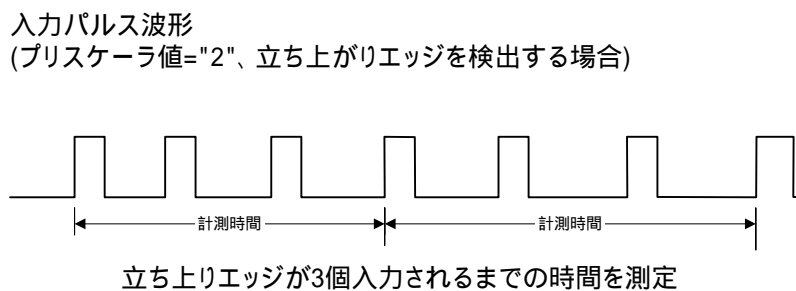 入力パルス波形
(プリスケーラ値="2"、立ち上がりエッジを検出する場合)
計測時間
計測時間
立ち上りエッジが3個入力されるまでの時間を測定